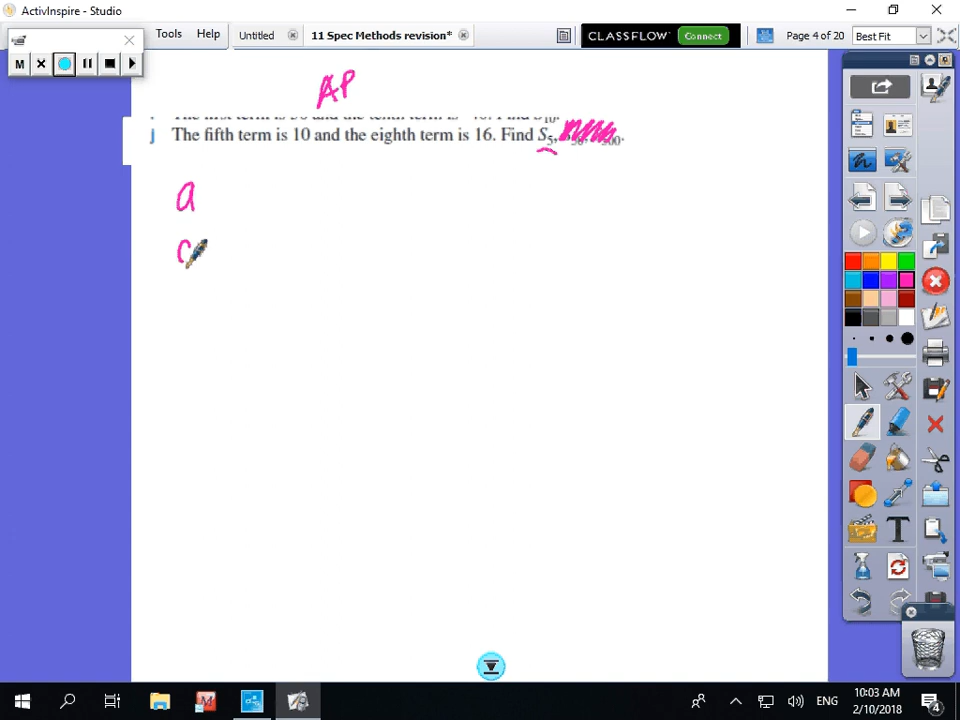 ActivInspire - Studio
Tools Help Untitled 11 Spec Methods revision* CLASSFLOW Connect Page 4 of 20 Best Fit
M
AP
j The fifth term is 10 and the eighth term is 16. Find S5,
a
T
ENG
10:03 AM
2/10/2018
4